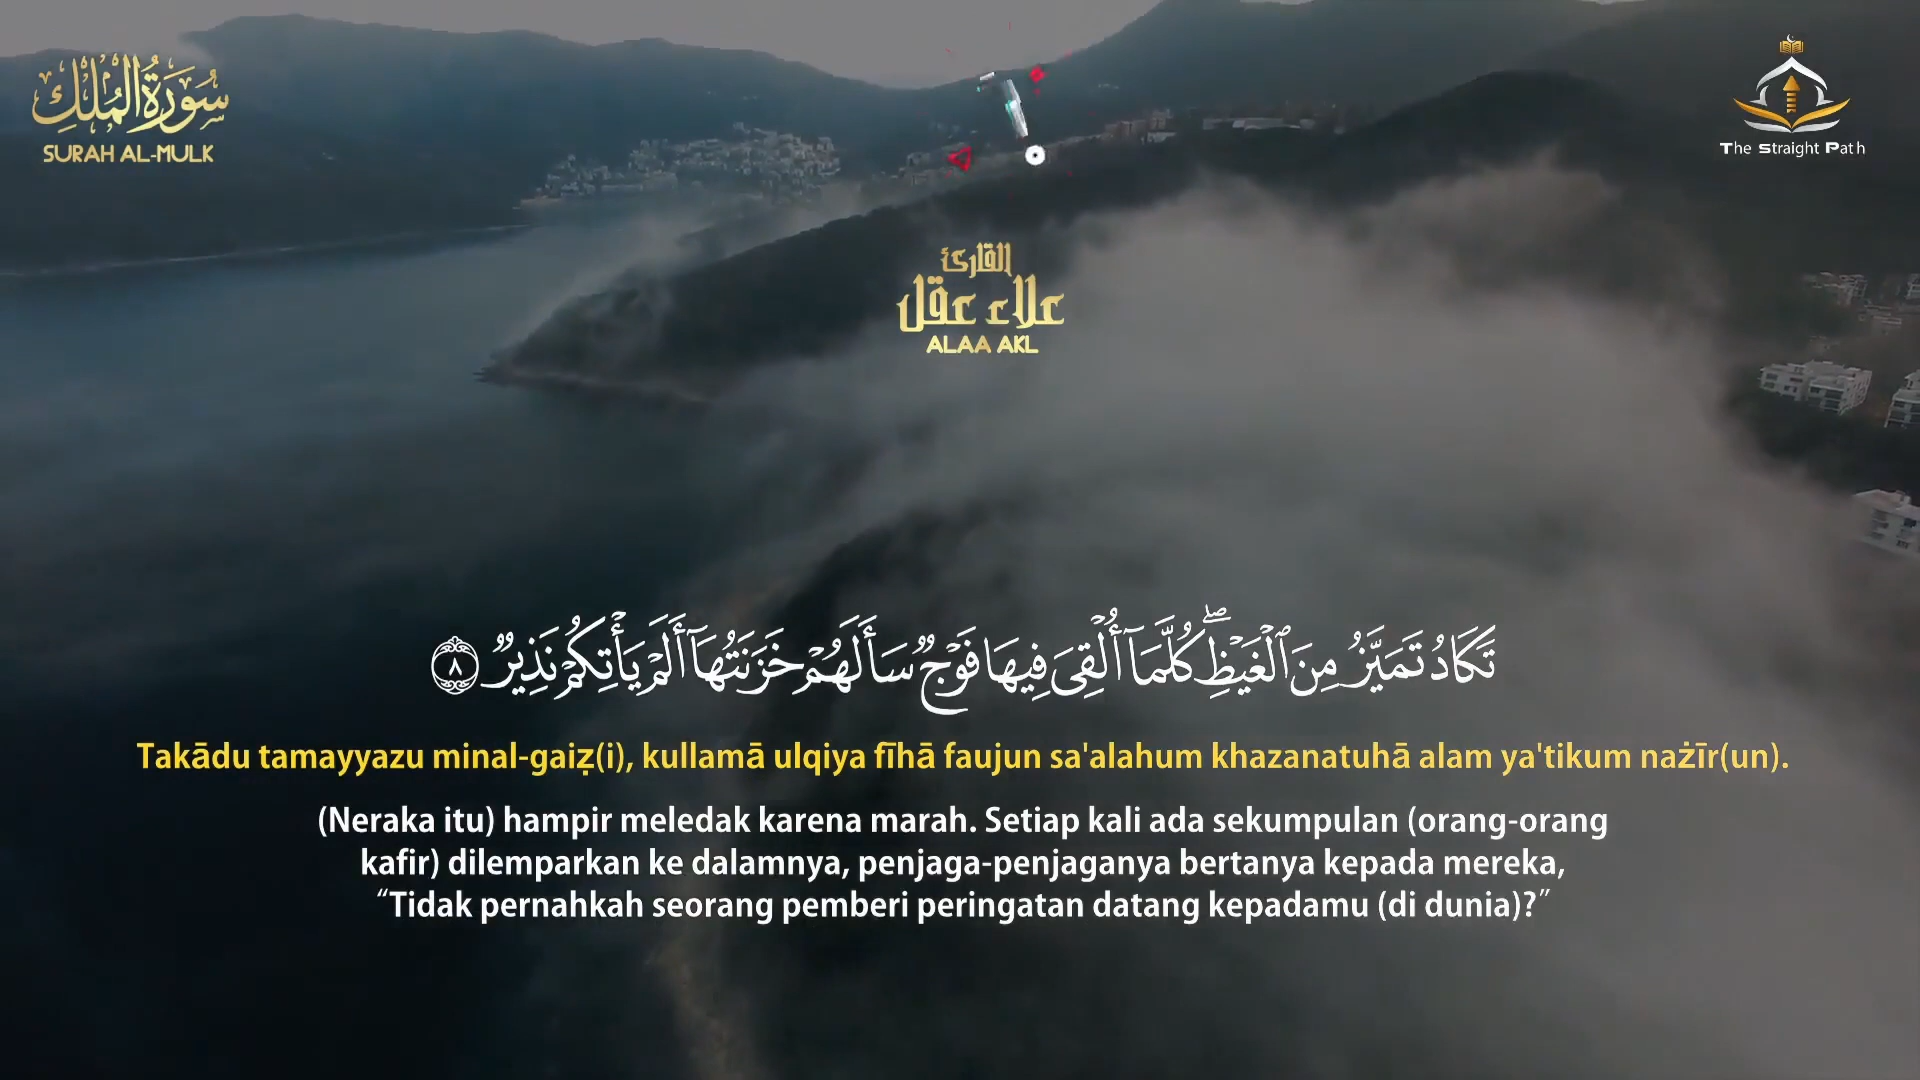 سُورَةُ الْمُلْكِ
SURAH AL-MULK
The Straight Path
القارئ
علاء عقل
ALAA AKL
تَكَادُ تَمَيَّزُ مِنَ ٱلْغَيْظِۖ كُلَّمَآ أُلْقِىَ فِيهَا فَوْجٌ سَأَلَهُمْ خَزَنَتُهَآ أَلَمْ يَأْتِكُمْ نَذِيرٌ ٨
Takādu tamayyazu minal-gaiẓ(i), kullamā ulqiya fīhā faujun sa'alahum khazanatuhā alam ya'tikum nażīr(un).
(Neraka itu) hampir meledak karena marah. Setiap kali ada sekumpulan (orang-orang
kafir) dilemparkan ke dalamnya, penjaga-penjaganya bertanya kepada mereka,
“Tidak pernahkah seorang pemberi peringatan datang kepadamu (di dunia)?”